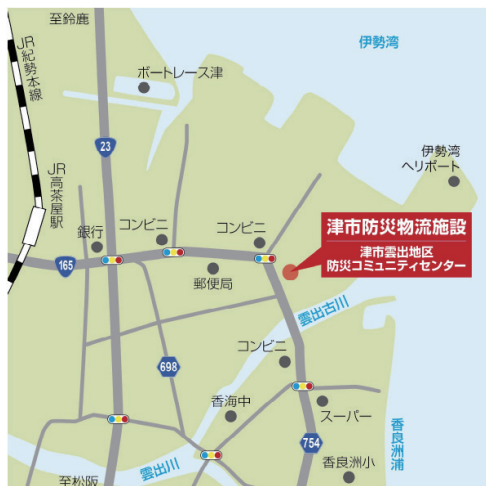 至鈴鹿
JR紀勢本線
伊勢湾
ボートレース津
23
伊勢湾
ヘリポート
JR高茶屋駅
銀行
コンビニ
コンビニ
津市防災物流施設
津市雲出地区
防災コミュニティセンター
165
郵便局
雲出古川
コンビニ
698
香海中
スーパー
754
香良洲浦
雲出川
香良洲小
至松阪